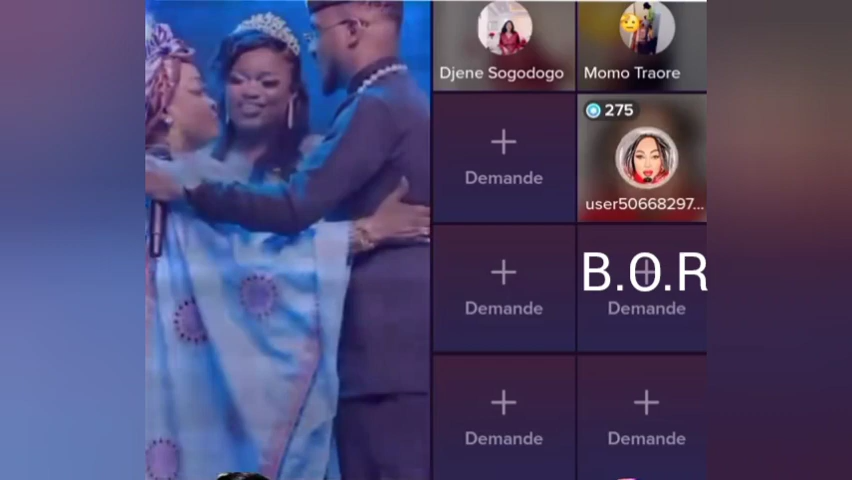 Djene Sogodogo
Momo Traore
275
Demande
user50668297...
Demande
B.O.R
Demande
Demande
Demande